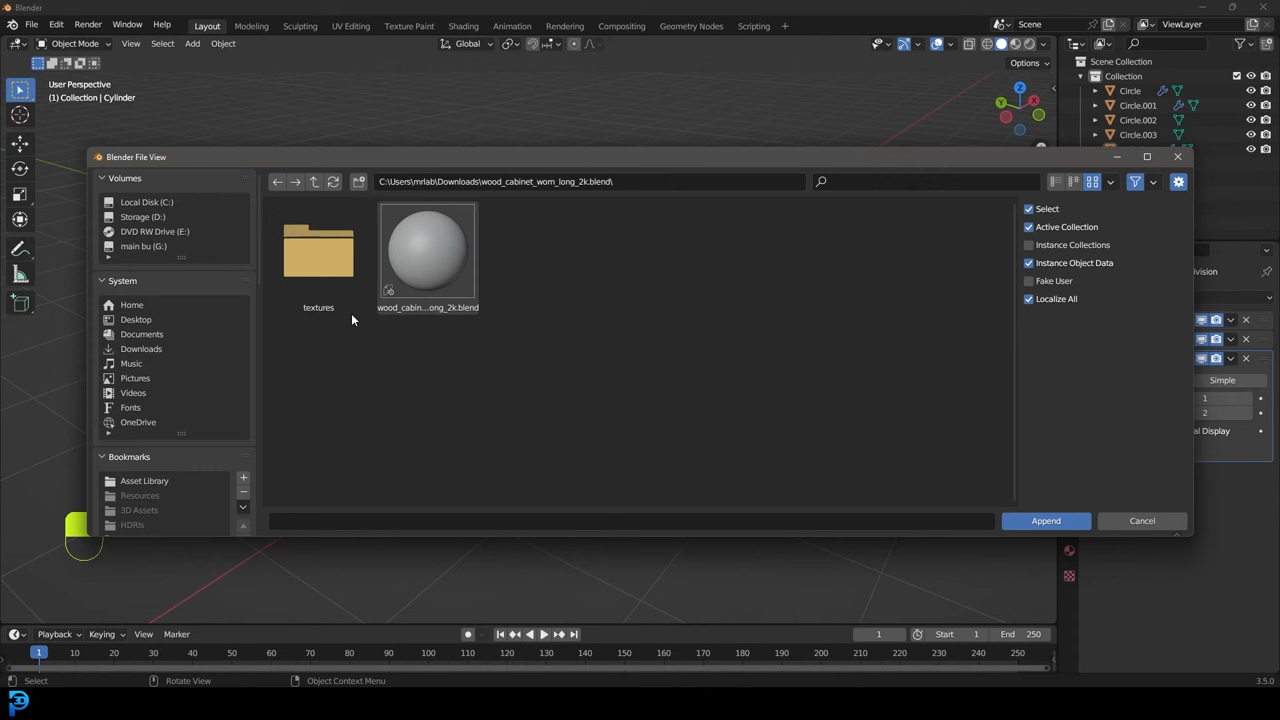 Blender
File Edit Render Window Help
Layout Modeling Sculpting UV Editing Texture Paint Shading Animation Rendering Compositing Geometry Nodes Scripting +
Scene ViewLayer
Object Mode View Select Add Object Global
Options
User Perspective
(1) Collection | Cylinder
Y X Z
Scene Collection
Collection
Circle
Circle.001
Circle.002
Circle.003
Blender File View
Volumes
Local Disk (C:)
Storage (D:)
DVD RW Drive (E:)
main bu (G:)
System
Home
Desktop
Documents
Downloads
Music
Pictures
Videos
Fonts
OneDrive
Bookmarks
Asset Library
Resources
3D Assets
HDRIs
C:\Users\mrlab\Downloads\wood_cabinet_worn_long_2k.blend\
textures
wood_cabin...ong_2k.blend
Select
Active Collection
Instance Collections
Instance Object Data
Fake User
Localize All
Append Cancel
division
Simple
1
2
al Display
Playback Keying View Marker
1 Start 1 End 250
1 10 20 30 40 50 60 70 80 90 100 110 120 130 140 150 160 170 180 190 200 210 220 230 240 250
Select Rotate View Object Context Menu 3.5.0